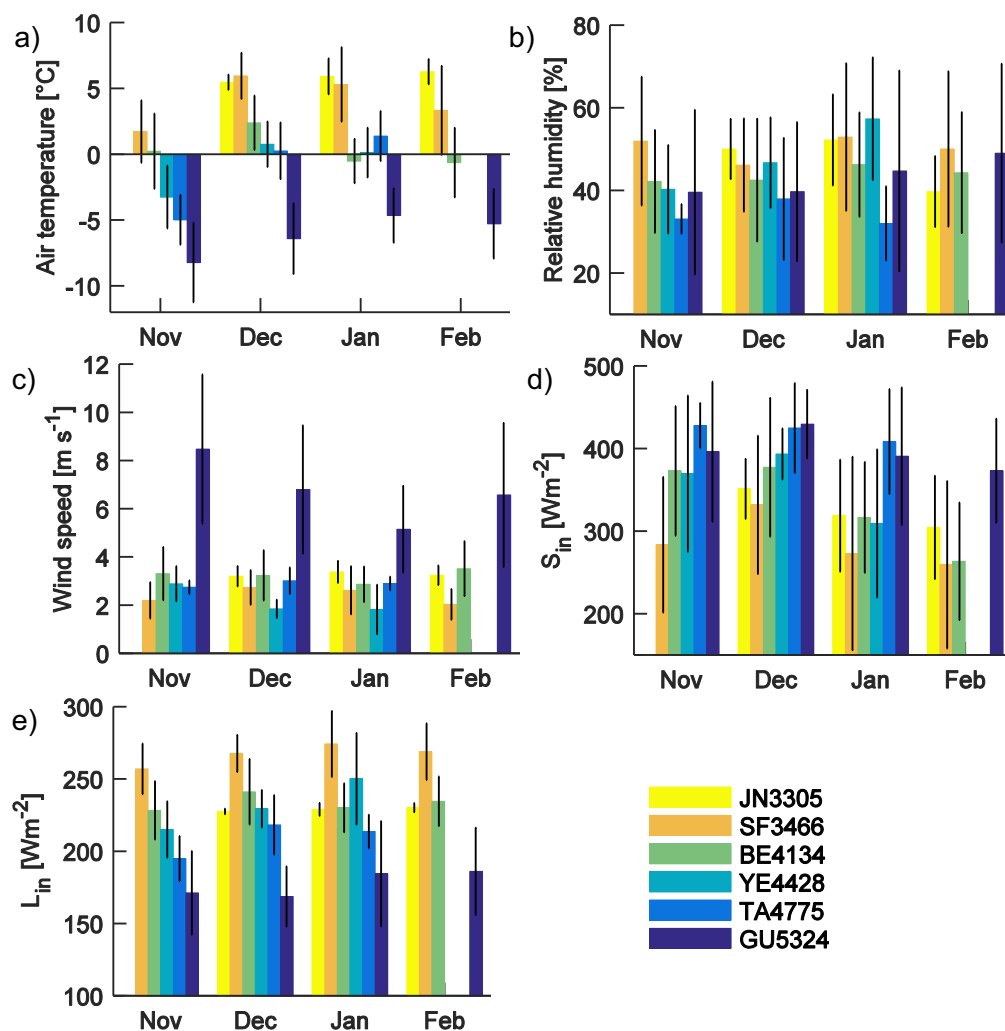 a)
Air temperature [°C]
10
5
0
-5
-10
Nov Dec Jan Feb
b)
Relative humidity [%]
80
60
40
20
Nov Dec Jan Feb
c)
Wind speed [m s⁻¹]
12
10
8
6
4
2
0
Nov Dec Jan Feb
d)
S_in [Wm⁻²]
500
400
300
200
Nov Dec Jan Feb
e)
L_in [Wm⁻²]
300
250
200
150
100
Nov Dec Jan Feb
JN3305
SF3466
BE4134
YE4428
TA4775
GU5324